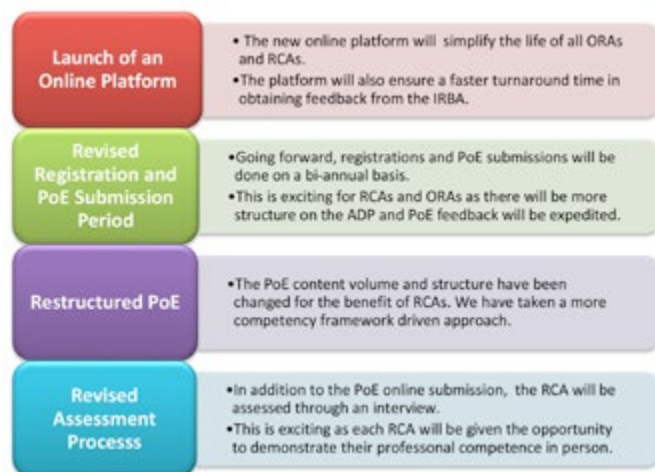 Launch of an
Online Platform
• The new online platform will simplify the life of all ORAs
and RCAs.
• The platform will also ensure a faster turnaround time in
obtaining feedback from the IRBA.
Revised
Registration and
PoE Submission
Period
•Going forward, registrations and PoE submissions will be
done on a bi-annual basis.
•This is exciting for RCAs and ORAs as there will be more
structure on the ADP and PoE feedback will be expedited.
Restructured PoE
•The PoE content volume and structure have been
changed for the benefit of RCAs. We have taken a more
competency framework driven approach.
Revised
Assessment
Processs
•In addition to the PoE online submission, the RCA will be
assessed through an interview.
•This is exciting as each RCA will be given the opportunity
to demonstrate their professonal competence in person.